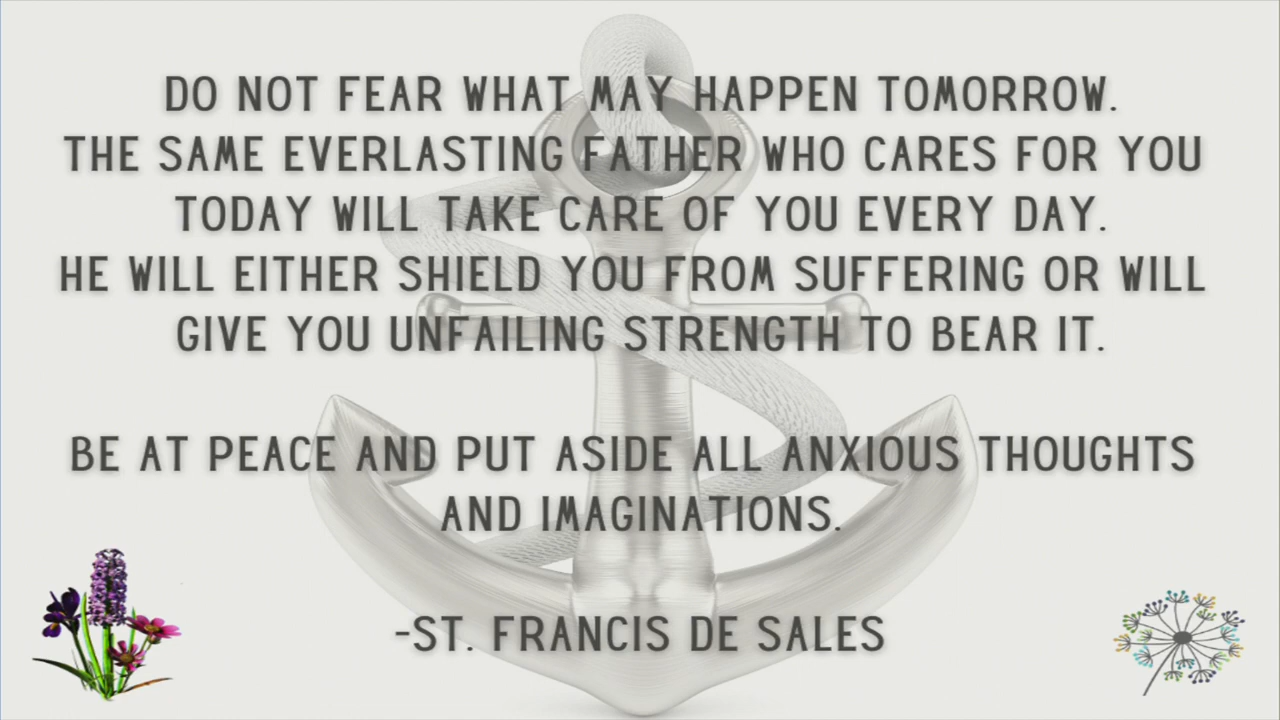 DO NOT FEAR WHAT MAY HAPPEN TOMORROW.
THE SAME EVERLASTING FATHER WHO CARES FOR YOU
TODAY WILL TAKE CARE OF YOU EVERY DAY.
HE WILL EITHER SHIELD YOU FROM SUFFERING OR WILL
GIVE YOU UNFAILING STRENGTH TO BEAR IT.
BE AT PEACE AND PUT ASIDE ALL ANXIOUS THOUGHTS
AND IMAGINATIONS.
-ST. FRANCIS DE SALES